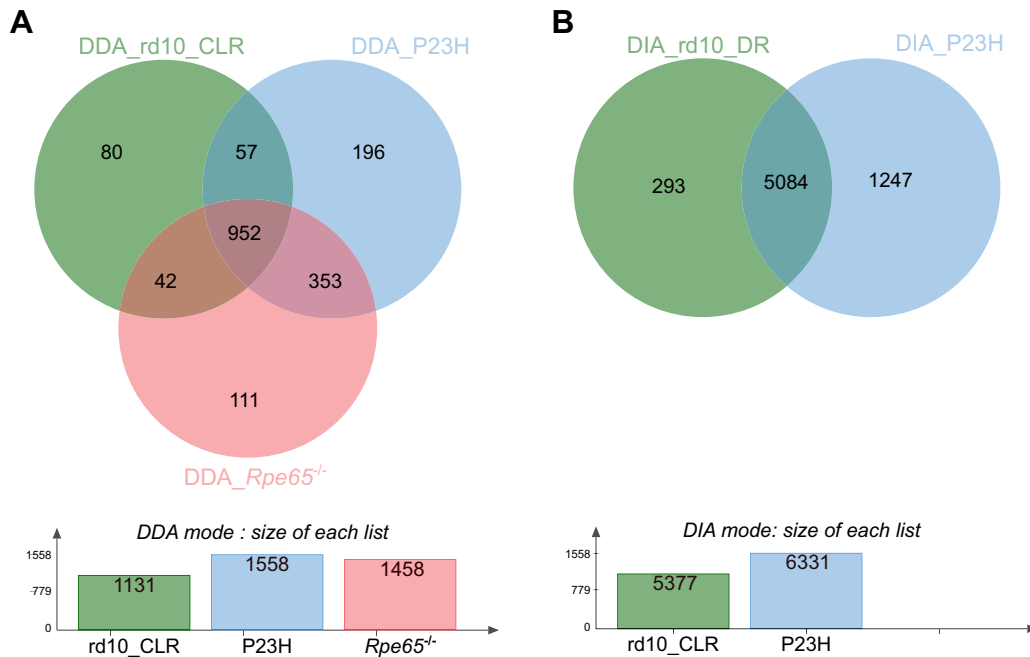 A
DDA_rd10_CLR
DDA_P23H
80
57
196
952
42
353
111
DDA_Rpe65-/-
DDA mode : size of each list
1558
779
0
1131
1558
1458
rd10_CLR
P23H
Rpe65-/-
B
DIA_rd10_DR
DIA_P23H
293
5084
1247
DIA mode: size of each list
1558
779
0
5377
6331
rd10_CLR
P23H